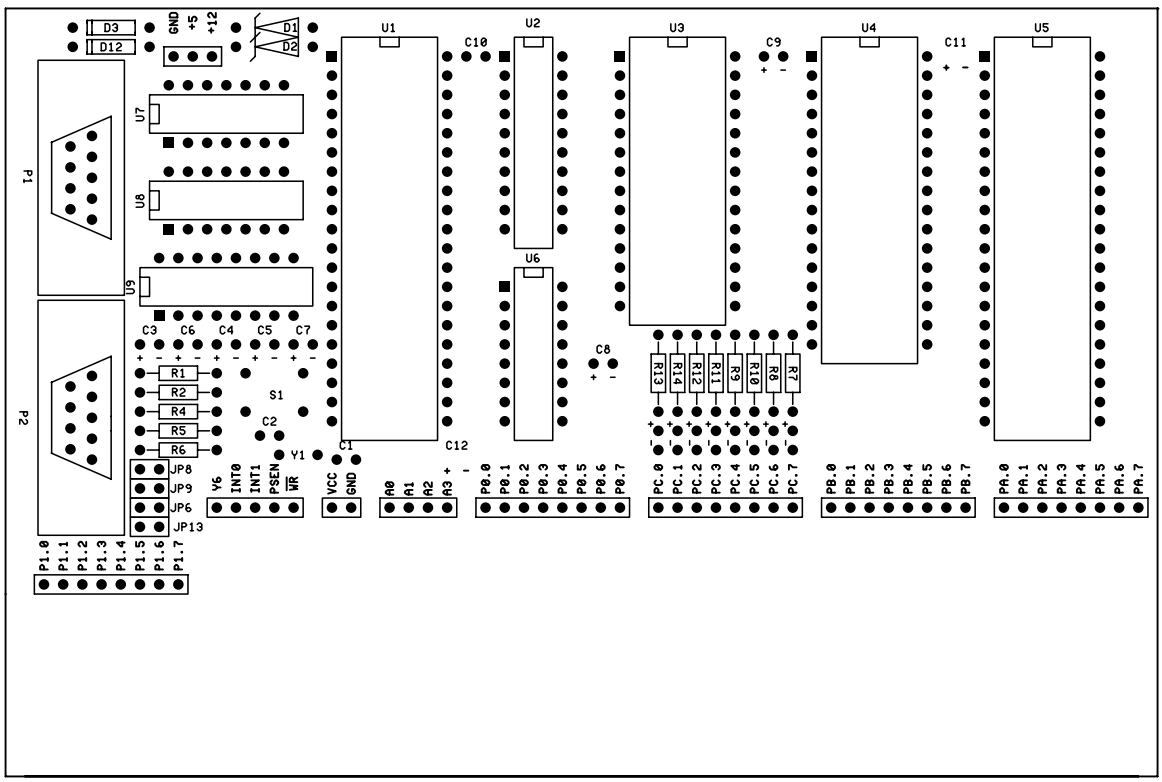 D3
D12
GND
+5
+12
D1
D2
U1
C10
U2
U3
C9
+ -
U4
C11
+ -
U5
P1
U7
U8
U9
U6
C3 C6 C4 C5 C7
+ - + - + - + - + -
R1
R2
R4
R5
R6
S1
C2
Y1
C1
C8
+ -
C12
+ -
R13 R14 R12 R11 R9 R10 R8 R7
+ + + + + + + +
- - - - - - - -
P2
JP8
JP9
JP6
JP13
Y6 INT0 INT1 PSEN WR
VCC GND
A0 A1 A2 A3
P0.0 P0.1 P0.2 P0.3 P0.4 P0.5 P0.6 P0.7
PC.0 PC.1 PC.2 PC.3 PC.4 PC.5 PC.6 PC.7
PB.0 PB.1 PB.2 PB.3 PB.4 PB.5 PB.6 PB.7
PA.0 PA.1 PA.2 PA.3 PA.4 PA.5 PA.6 PA.7
P1.0 P1.1 P1.2 P1.3 P1.4 P1.5 P1.6 P1.7